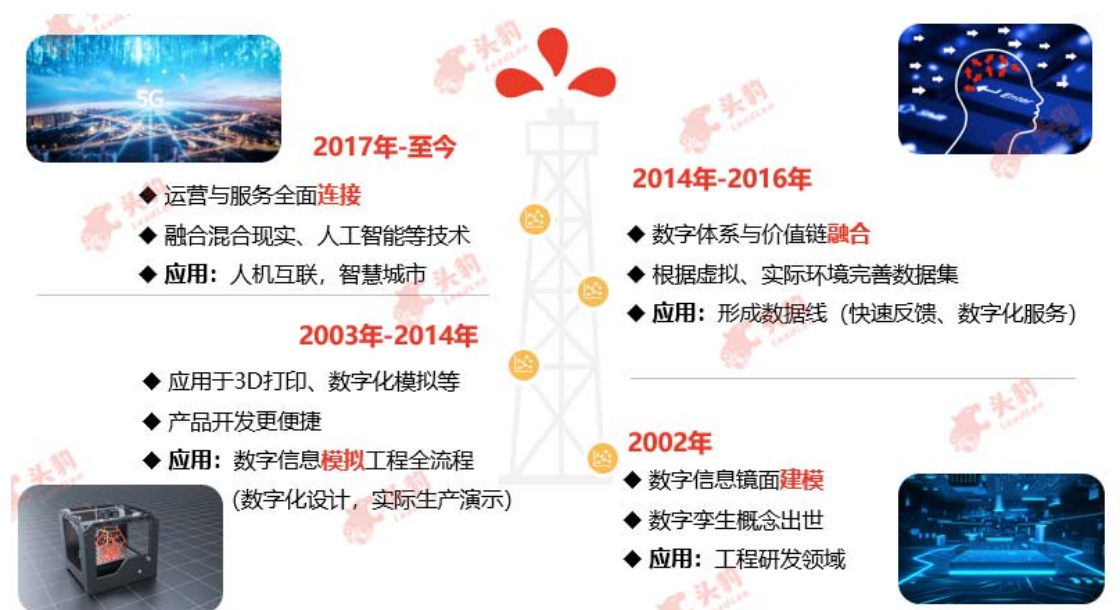 5G
2017年-至今
◆ 运营与服务全面连接
◆ 融合混合现实、人工智能等技术
◆ 应用：人机互联，智慧城市
Enter
2014年-2016年
◆ 数字体系与价值链融合
◆ 根据虚拟、实际环境完善数据集
◆ 应用：形成数据线（快速反馈、数字化服务）
2003年-2014年
◆ 应用于3D打印、数字化模拟等
◆ 产品开发更便捷
◆ 应用：数字信息模拟工程全流程
(数字化设计，实际生产演示)
2002年
◆ 数字信息镜面建模
◆ 数字孪生概念出世
◆ 应用：工程研发领域
头豹
LeadLeo